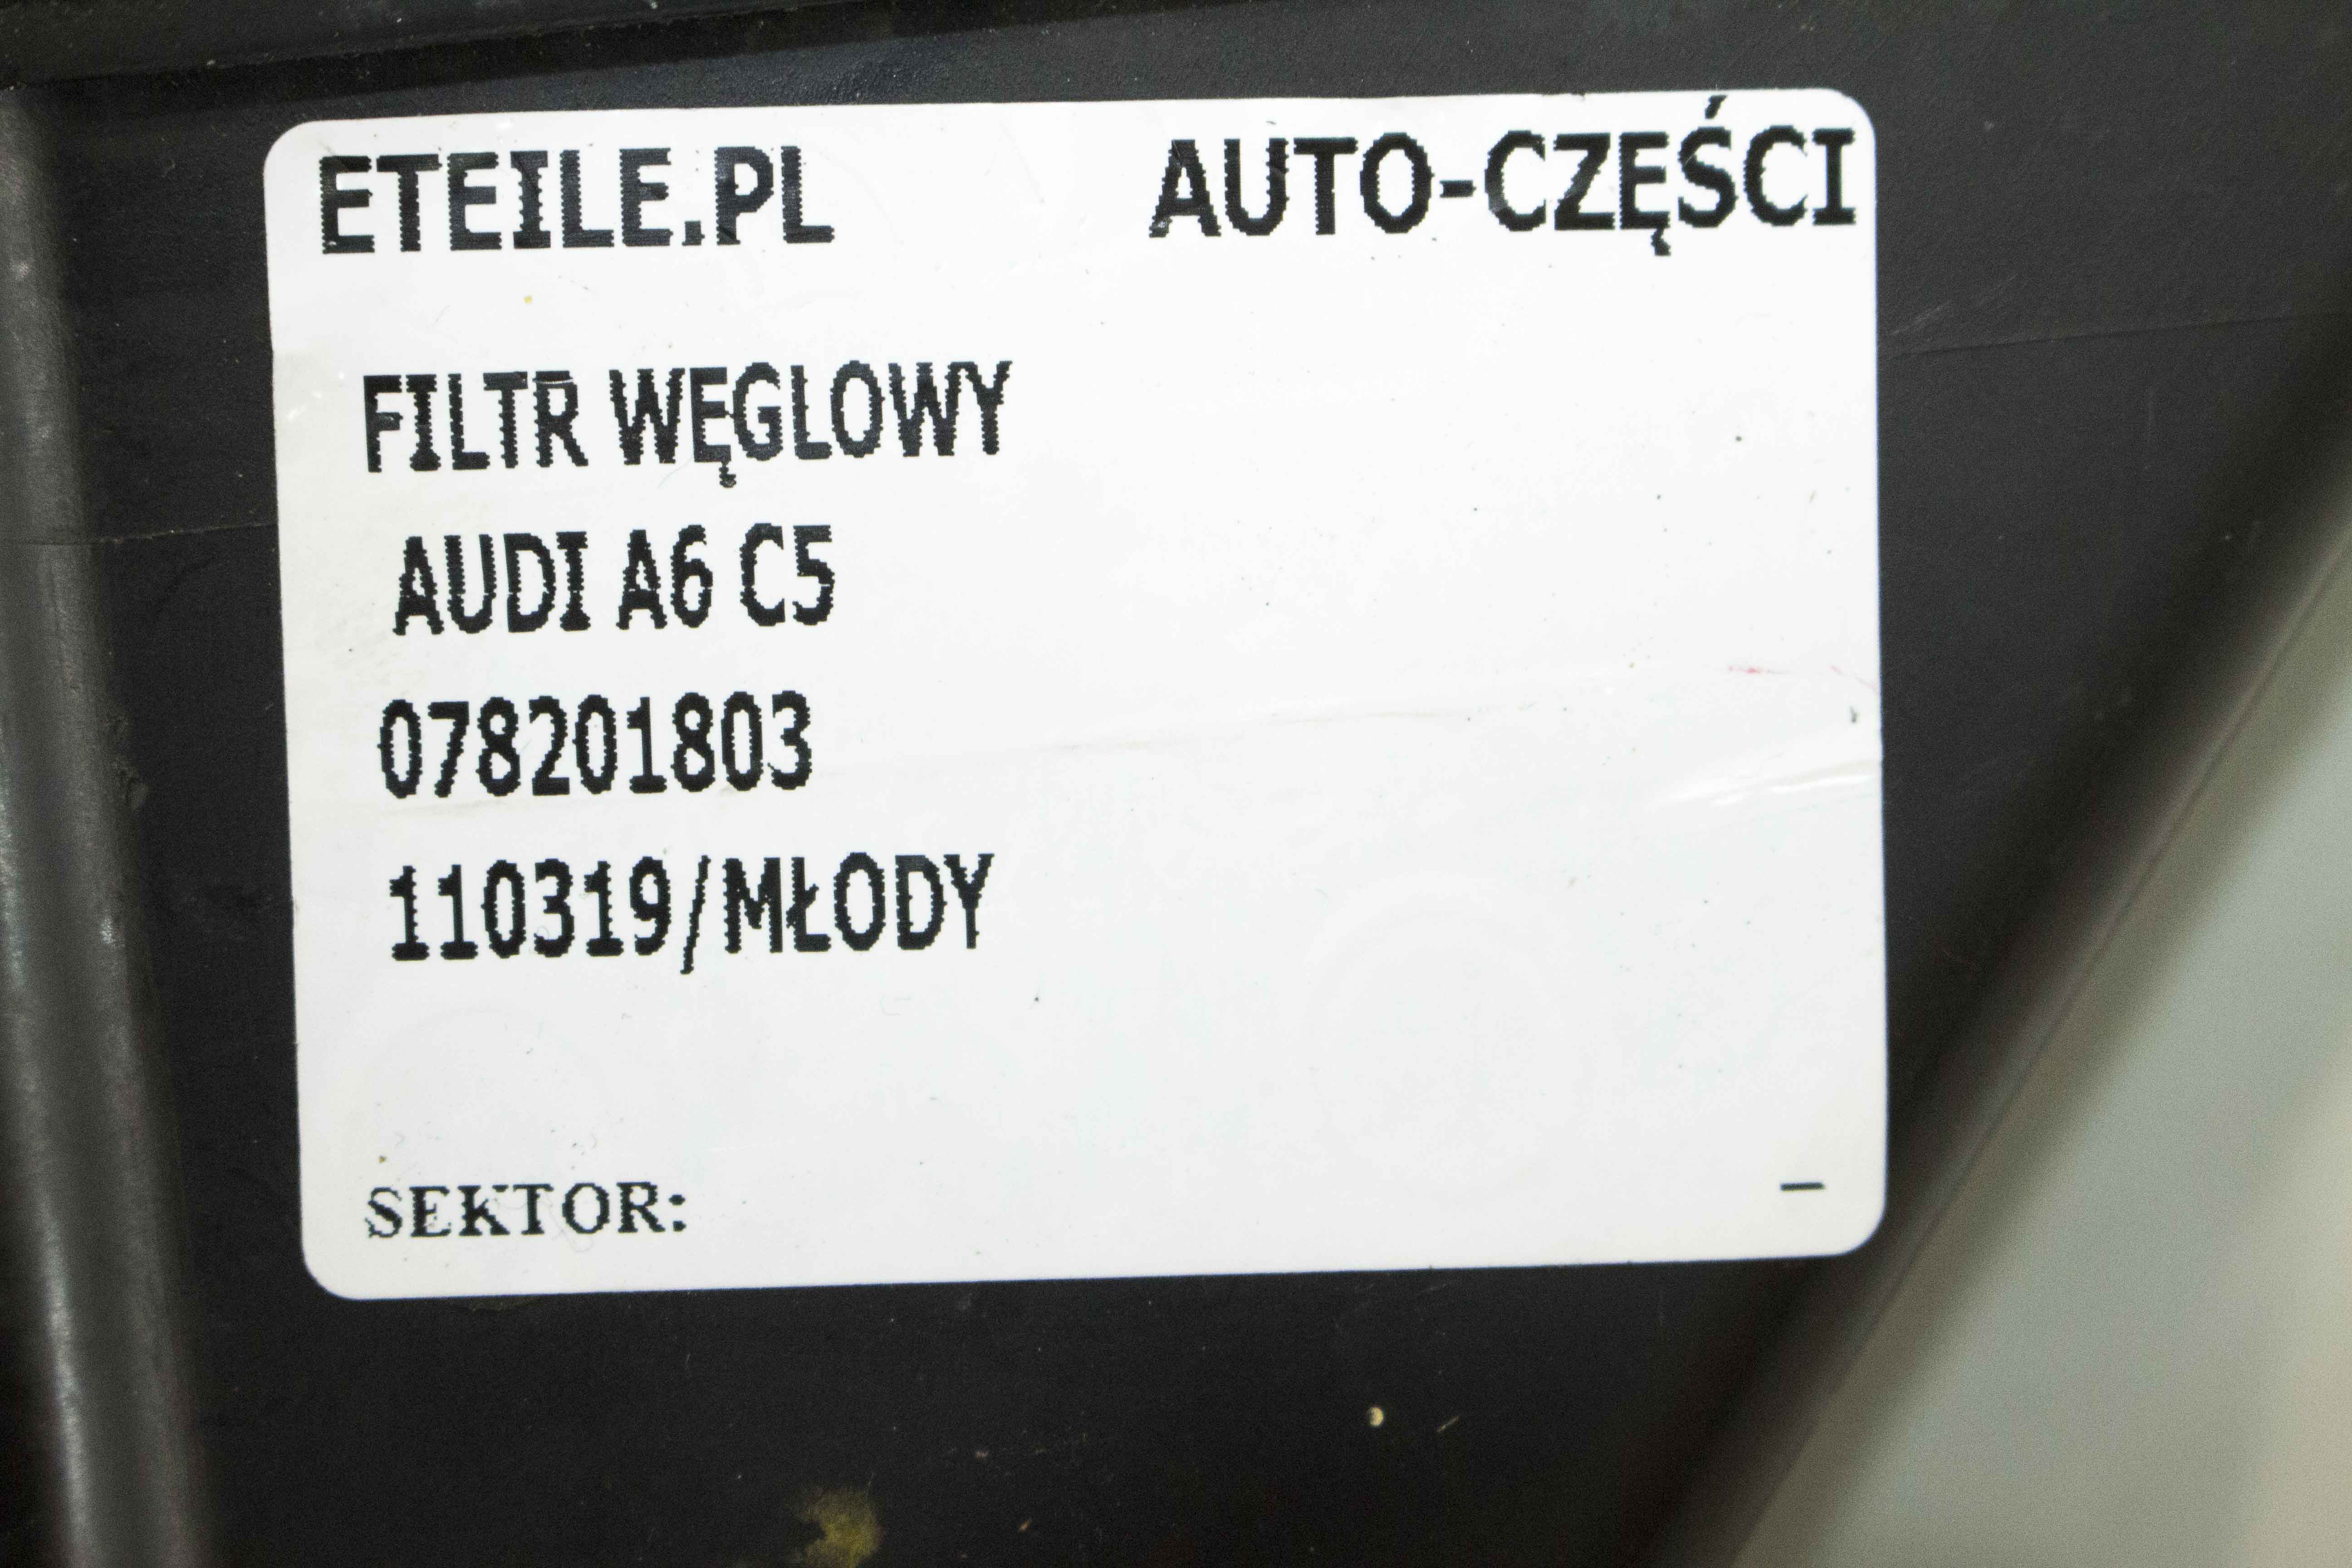 ETEILE.PL AUTO-CZĘŚCI
FILTR WĘGLOWY
AUDI A6 C5
078201803
110319/MŁODY
SEKTOR: –